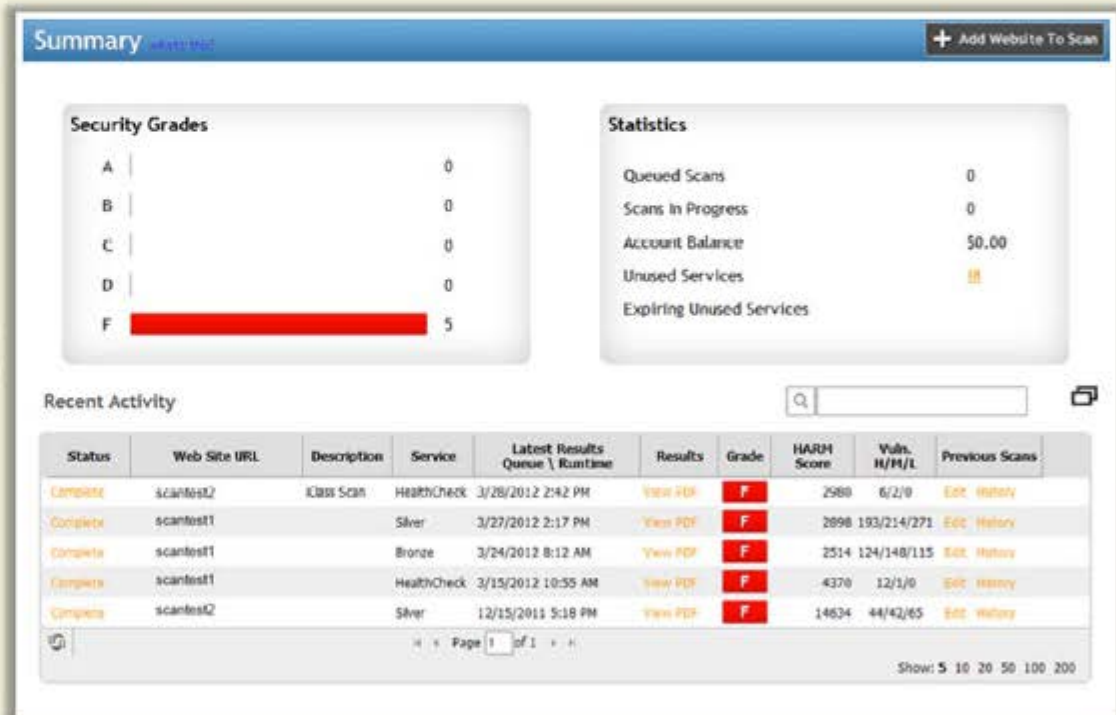 Summary what's this?
+ Add Website To Scan
Security Grades
A 0
B 0
C 0
D 0
F 5
Statistics
Queued Scans 0
Scans In Progress 0
Account Balance $0.00
Unused Services
Expiring Unused Services
Recent Activity
Status Web Site URL Description Service Latest Results Queue \ Runtime Results Grade HARM Score Vuln. H/M/L Previous Scans
Complete scantest2 iClass Scan HealthCheck 3/28/2012 2:42 PM View PDF F 2980 6/2/0 Edit History
Complete scantest1 Silver 3/27/2012 2:17 PM View PDF F 2898 193/214/271 Edit History
Complete scantest1 Bronze 3/24/2012 8:12 AM View PDF F 2514 124/148/115 Edit History
Complete scantest1 HealthCheck 3/15/2012 10:55 AM View PDF F 4370 12/1/0 Edit History
Complete scantest2 Silver 12/15/2011 5:18 PM View PDF F 14634 44/42/65 Edit History
Page 1 of 1
Show: 5 10 20 50 100 200